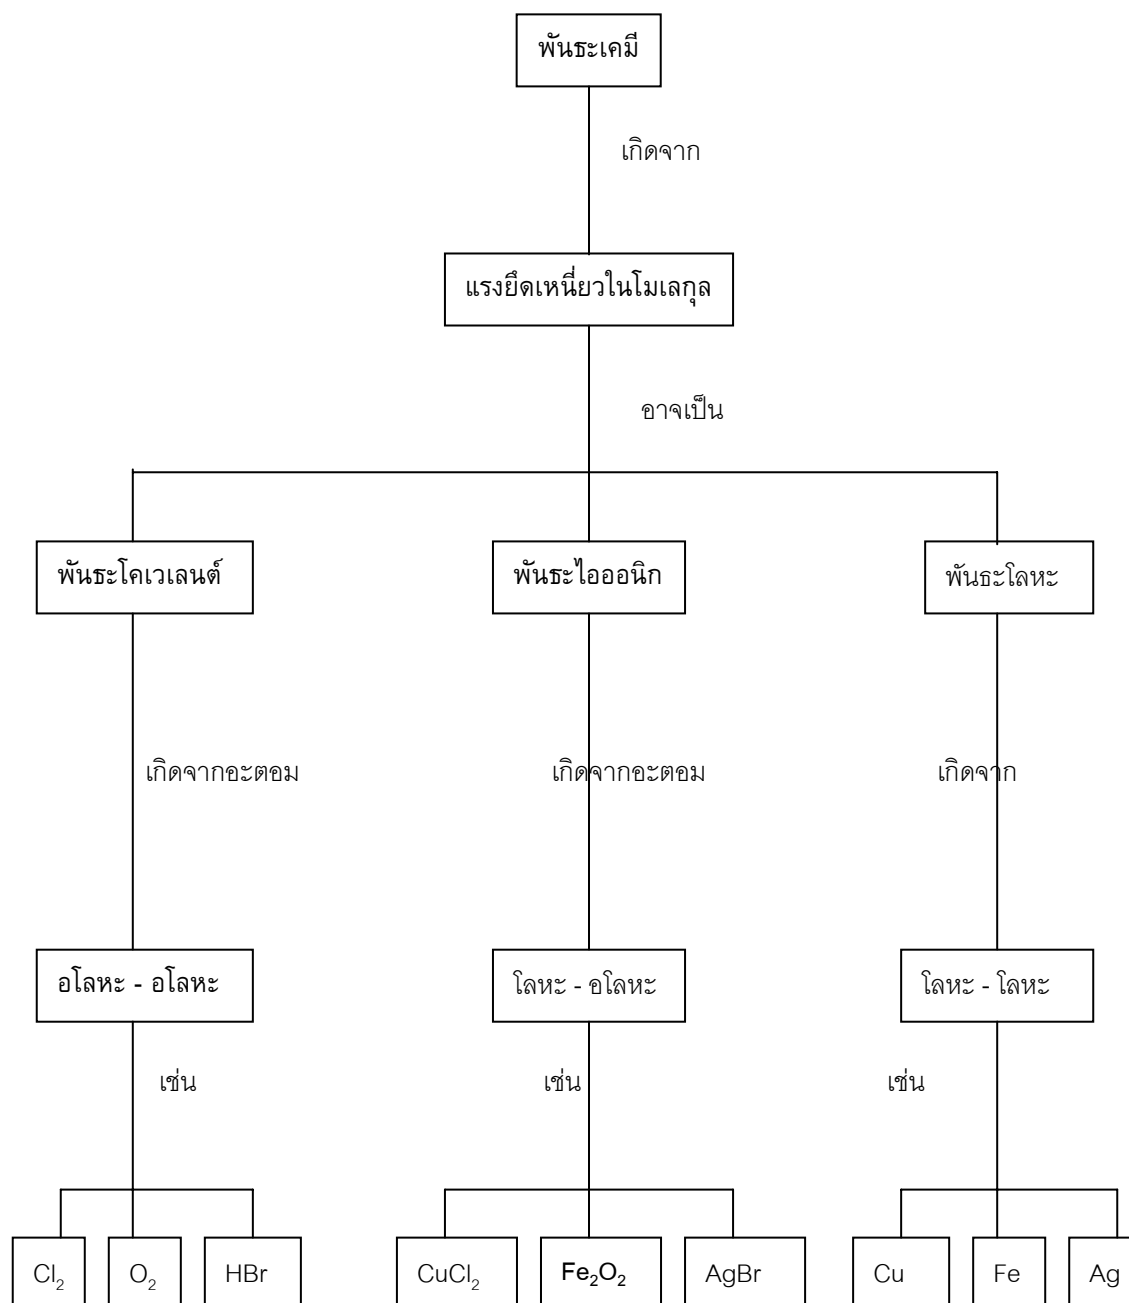 พันธะเคมี
เกิดจาก
แรงยึดเหนี่ยวในโมเลกุล
อาจเป็น
พันธะโคเวเลนต์
พันธะไอออนิก
พันธะโลหะ
เกิดจากอะตอม
เกิดจากอะตอม
เกิดจาก
อโลหะ - อโลหะ
โลหะ - อโลหะ
โลหะ - โลหะ
เช่น
เช่น
เช่น
Cl₂
O₂
HBr
CuCl₂
Fe₂O₂
AgBr
Cu
Fe
Ag